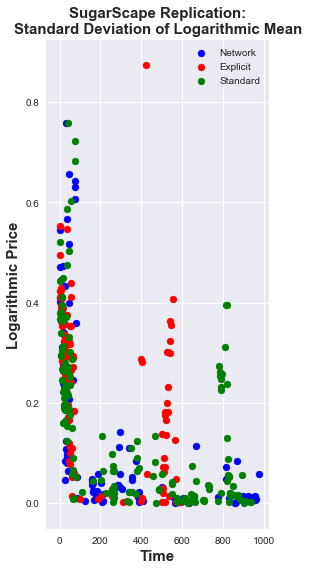 SugarScape Replication:
Standard Deviation of Logarithmic Mean
Network
Explicit
Standard
0.8
0.6
0.4
0.2
0.0
Logarithmic Price
0 200 400 600 800 1000
Time